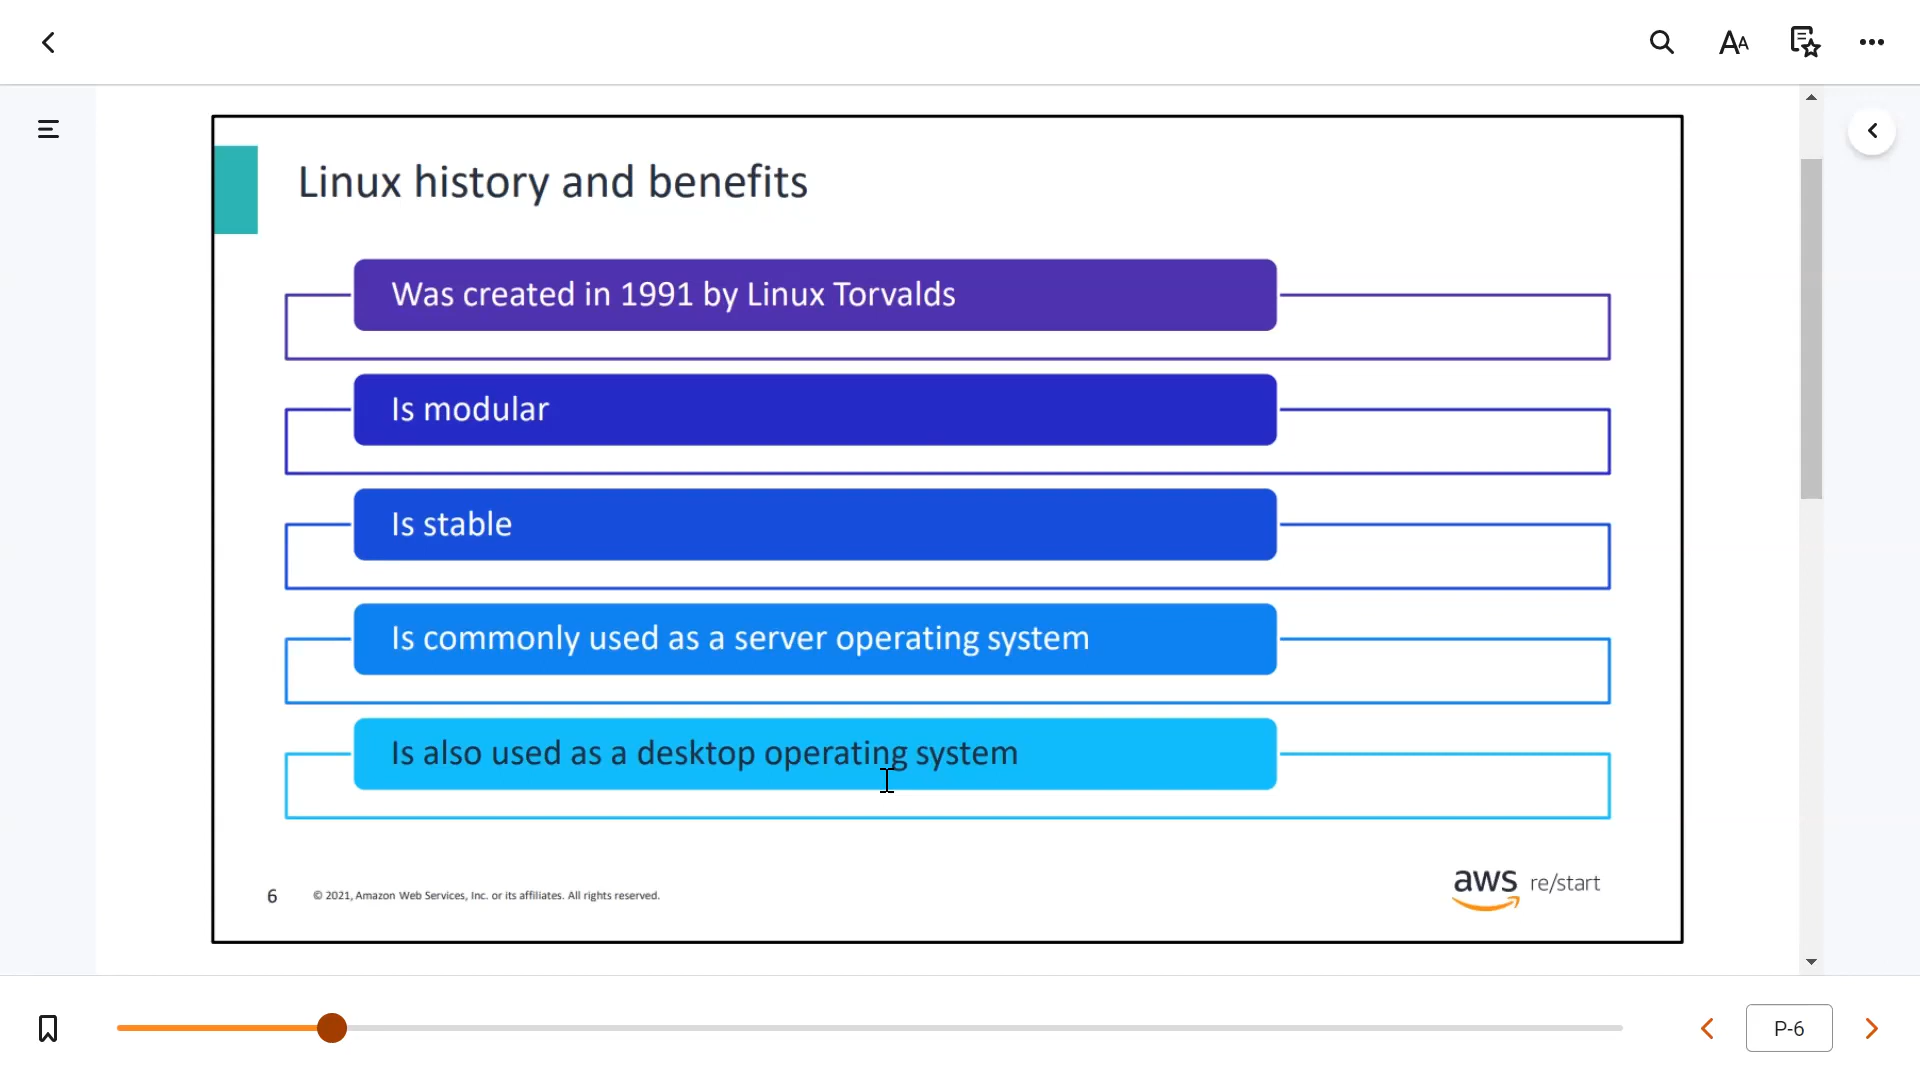 AA
Linux history and benefits
Was created in 1991 by Linux Torvalds
Is modular
Is stable
Is commonly used as a server operating system
Is also used as a desktop operating system
6
© 2021, Amazon Web Services, Inc. or its affiliates. All rights reserved.
aws re/start
P-6